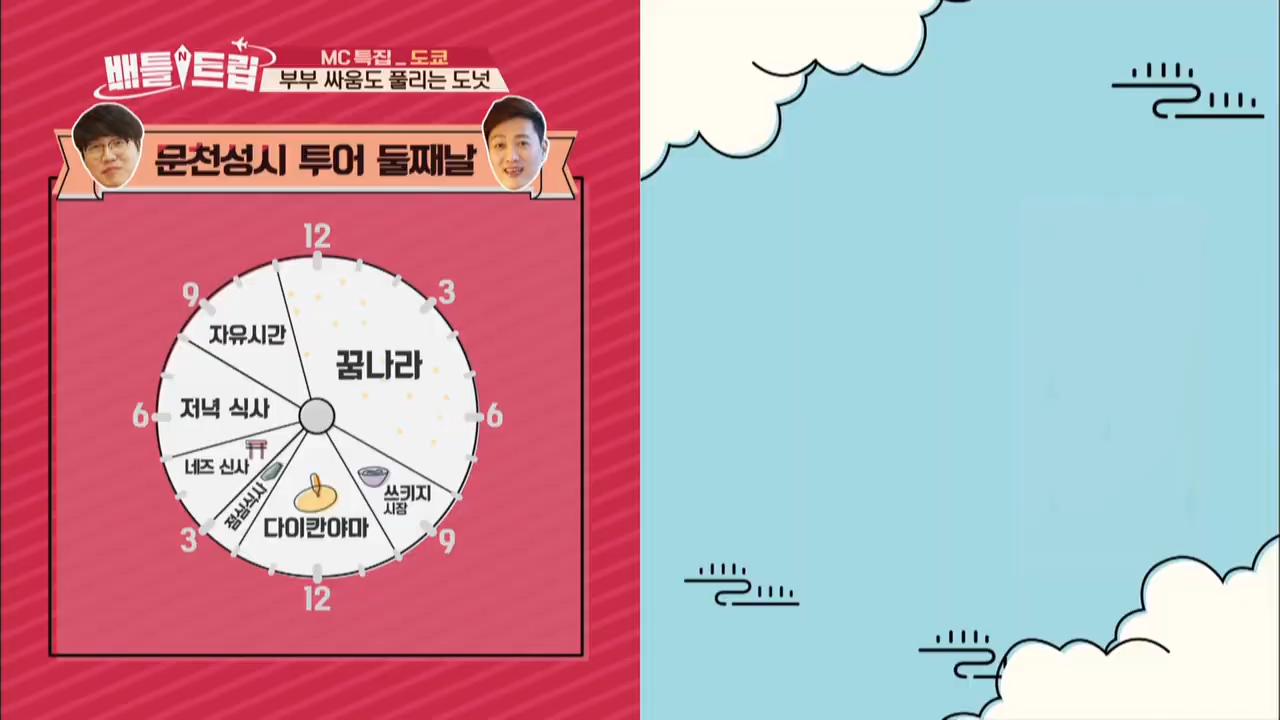 배틀 N 트립
MC특집_도쿄
부부 싸움도 풀리는 도넛
문천성시 투어 둘째날
12
9
3
자유시간
꿈나라
저녁 식사
6
6
네즈 신사
점심식사
쓰키지
시장
다이칸야마
3
9
12